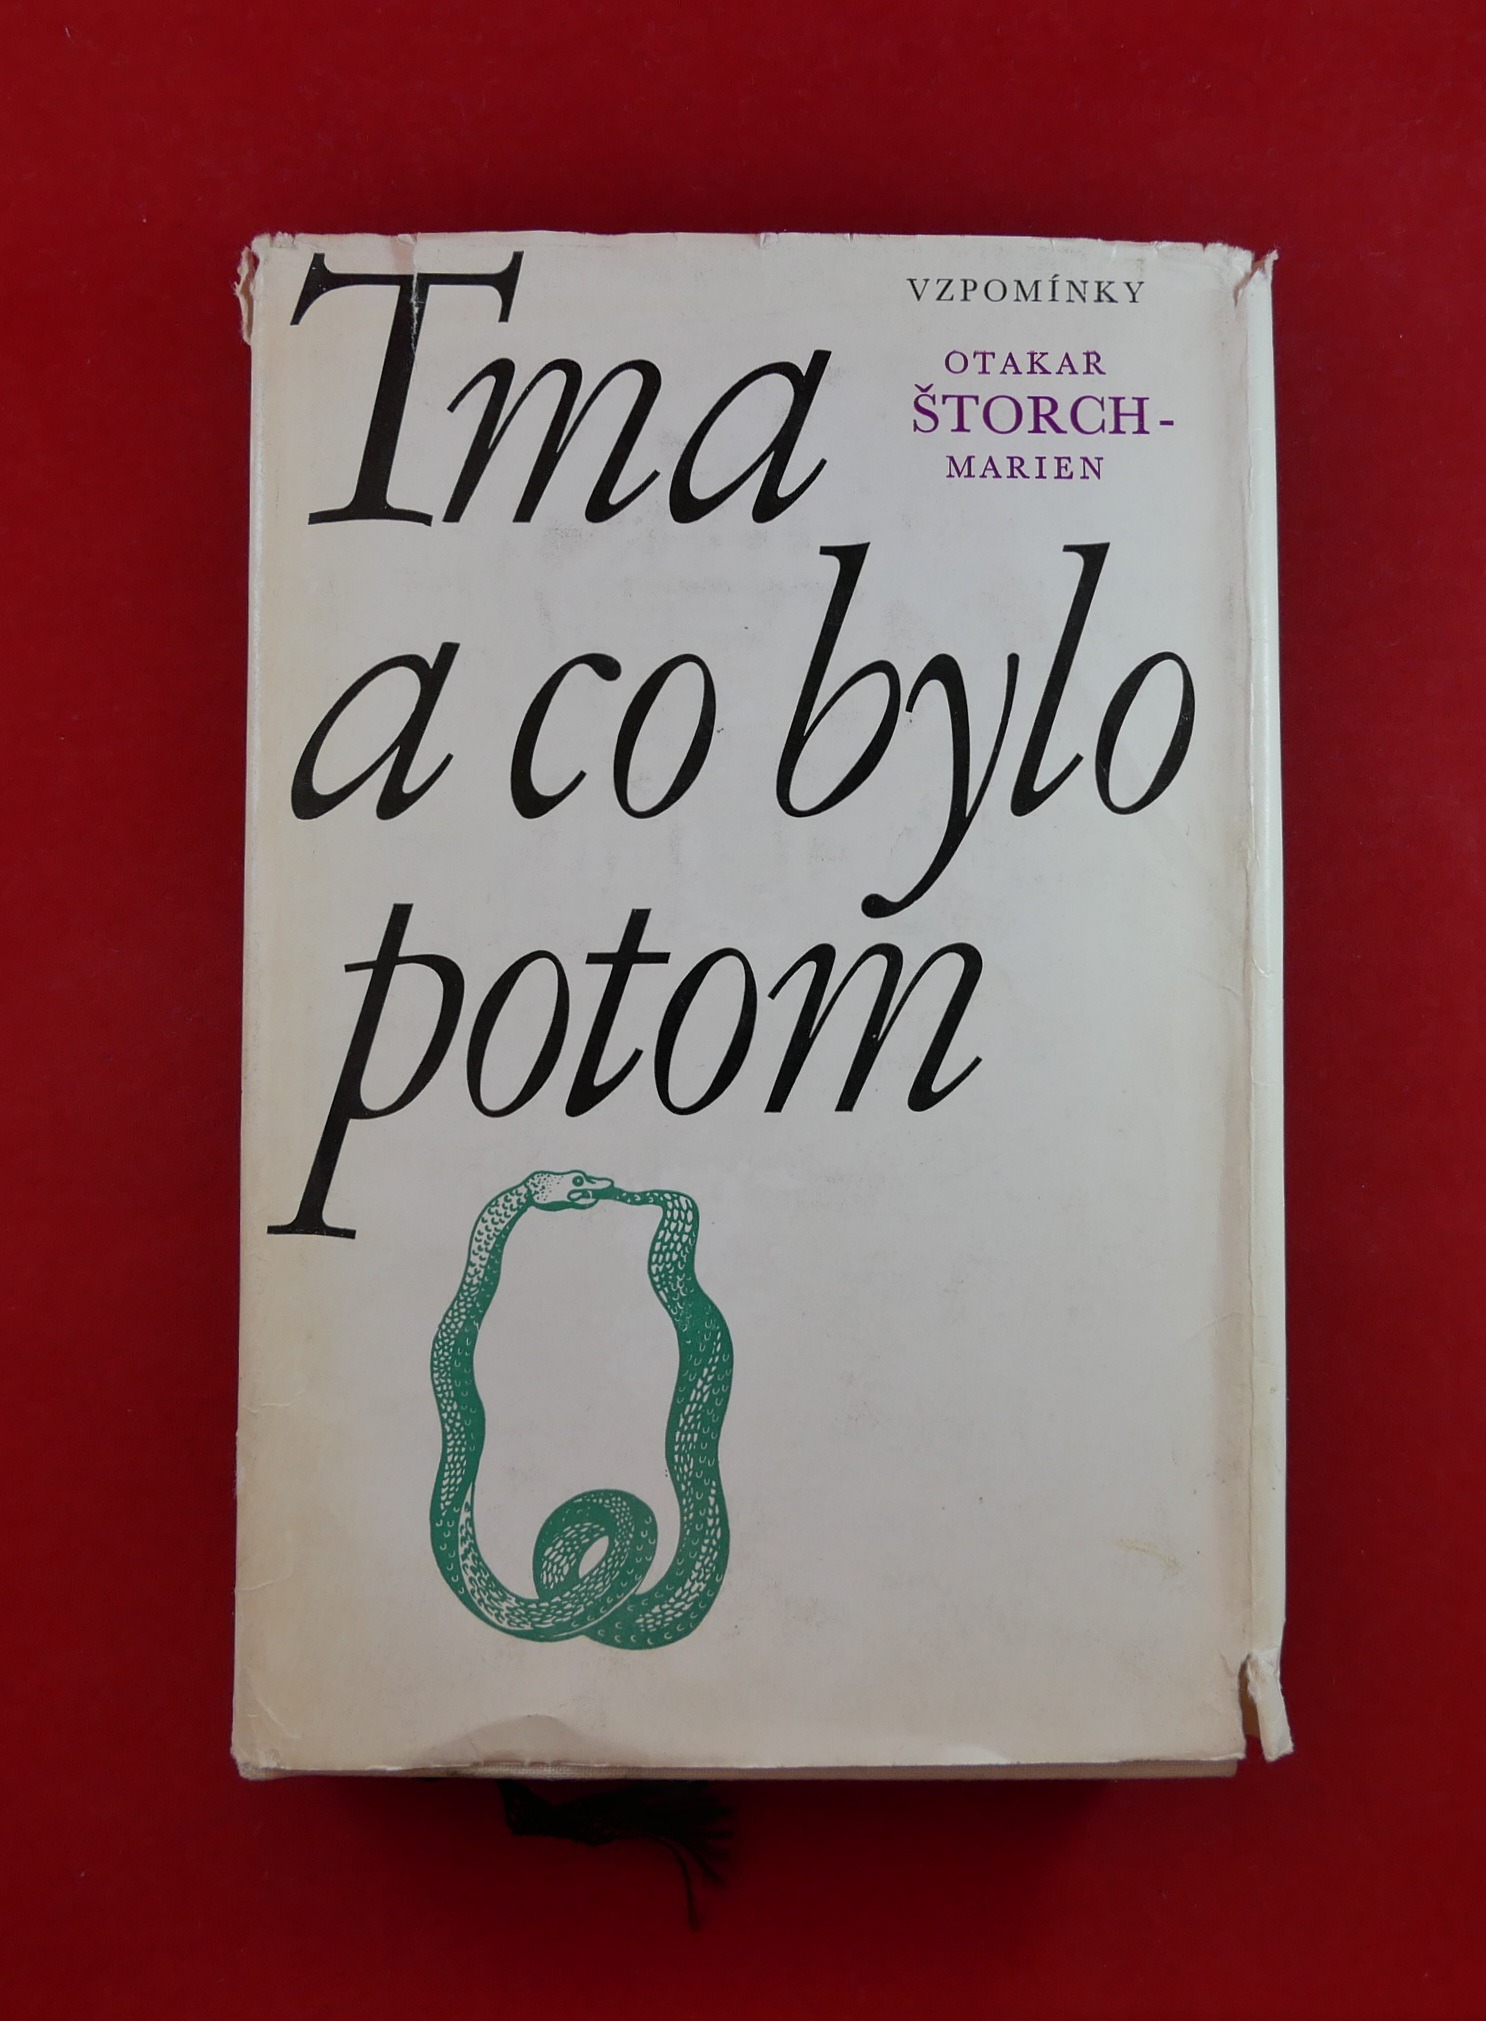 Tma
VZPOMÍNKY
OTAKAR
ŠTORCH-
MARIEN
a co bylo
potom